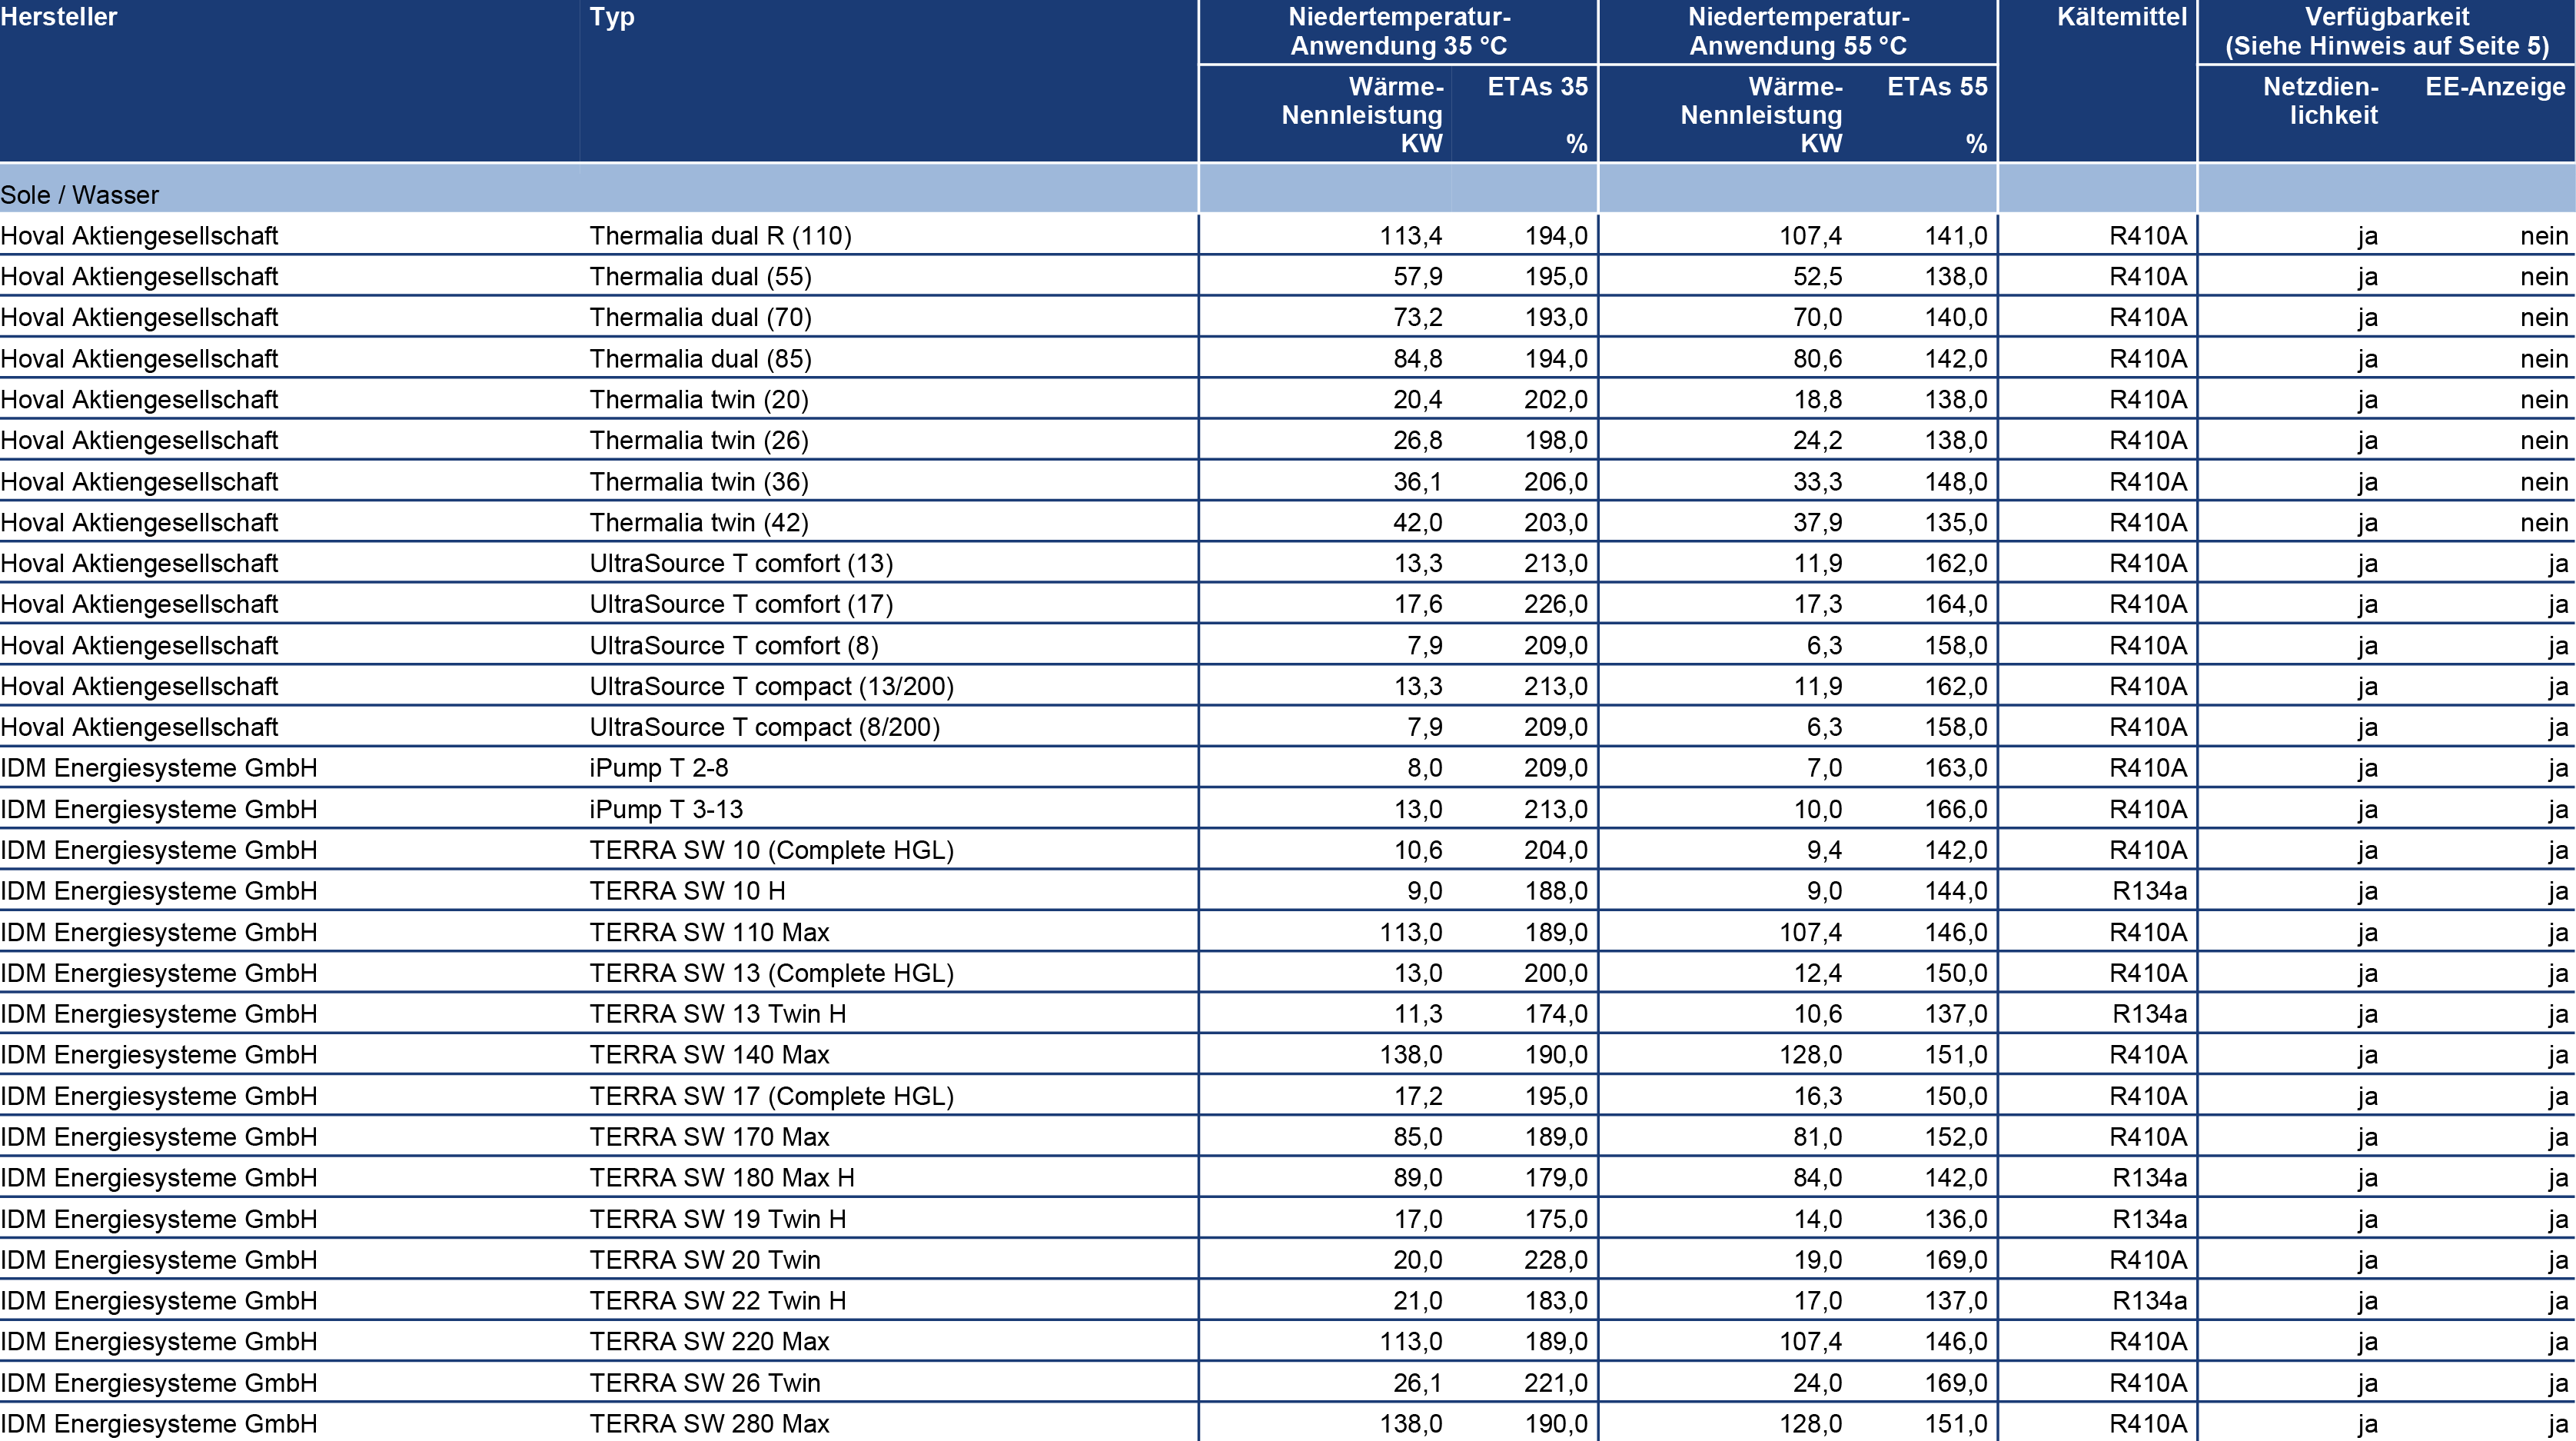 Hersteller Typ Niedertemperatur- Niedertemperatur- Kältemittel Verfügbarkeit
Anwendung 35 °C Anwendung 55 °C (Siehe Hinweis auf Seite 5)
Wärme- ETAs 35 Wärme- ETAs 55 Netzdien- EE-Anzeige
Nennleistung Nennleistung lichkeit
KW % KW %
Sole / Wasser
Hoval Aktiengesellschaft Thermalia dual R (110) 113,4 194,0 107,4 141,0 R410A ja nein
Hoval Aktiengesellschaft Thermalia dual (55) 57,9 195,0 52,5 138,0 R410A ja nein
Hoval Aktiengesellschaft Thermalia dual (70) 73,2 193,0 70,0 140,0 R410A ja nein
Hoval Aktiengesellschaft Thermalia dual (85) 84,8 194,0 80,6 142,0 R410A ja nein
Hoval Aktiengesellschaft Thermalia twin (20) 20,4 202,0 18,8 138,0 R410A ja nein
Hoval Aktiengesellschaft Thermalia twin (26) 26,8 198,0 24,2 138,0 R410A ja nein
Hoval Aktiengesellschaft Thermalia twin (36) 36,1 206,0 33,3 148,0 R410A ja nein
Hoval Aktiengesellschaft Thermalia twin (42) 42,0 203,0 37,9 135,0 R410A ja nein
Hoval Aktiengesellschaft UltraSource T comfort (13) 13,3 213,0 11,9 162,0 R410A ja ja
Hoval Aktiengesellschaft UltraSource T comfort (17) 17,6 226,0 17,3 164,0 R410A ja ja
Hoval Aktiengesellschaft UltraSource T comfort (8) 7,9 209,0 6,3 158,0 R410A ja ja
Hoval Aktiengesellschaft UltraSource T compact (13/200) 13,3 213,0 11,9 162,0 R410A ja ja
Hoval Aktiengesellschaft UltraSource T compact (8/200) 7,9 209,0 6,3 158,0 R410A ja ja
IDM Energiesysteme GmbH iPump T 2-8 8,0 209,0 7,0 163,0 R410A ja ja
IDM Energiesysteme GmbH iPump T 3-13 13,0 213,0 10,0 166,0 R410A ja ja
IDM Energiesysteme GmbH TERRA SW 10 (Complete HGL) 10,6 204,0 9,4 142,0 R410A ja ja
IDM Energiesysteme GmbH TERRA SW 10 H 9,0 188,0 9,0 144,0 R134a ja ja
IDM Energiesysteme GmbH TERRA SW 110 Max 113,0 189,0 107,4 146,0 R410A ja ja
IDM Energiesysteme GmbH TERRA SW 13 (Complete HGL) 13,0 200,0 12,4 150,0 R410A ja ja
IDM Energiesysteme GmbH TERRA SW 13 Twin H 11,3 174,0 10,6 137,0 R134a ja ja
IDM Energiesysteme GmbH TERRA SW 140 Max 138,0 190,0 128,0 151,0 R410A ja ja
IDM Energiesysteme GmbH TERRA SW 17 (Complete HGL) 17,2 195,0 16,3 150,0 R410A ja ja
IDM Energiesysteme GmbH TERRA SW 170 Max 85,0 189,0 81,0 152,0 R410A ja ja
IDM Energiesysteme GmbH TERRA SW 180 Max H 89,0 179,0 84,0 142,0 R134a ja ja
IDM Energiesysteme GmbH TERRA SW 19 Twin H 17,0 175,0 14,0 136,0 R134a ja ja
IDM Energiesysteme GmbH TERRA SW 20 Twin 20,0 228,0 19,0 169,0 R410A ja ja
IDM Energiesysteme GmbH TERRA SW 22 Twin H 21,0 183,0 17,0 137,0 R134a ja ja
IDM Energiesysteme GmbH TERRA SW 220 Max 113,0 189,0 107,4 146,0 R410A ja ja
IDM Energiesysteme GmbH TERRA SW 26 Twin 26,1 221,0 24,0 169,0 R410A ja ja
IDM Energiesysteme GmbH TERRA SW 280 Max 138,0 190,0 128,0 151,0 R410A ja ja